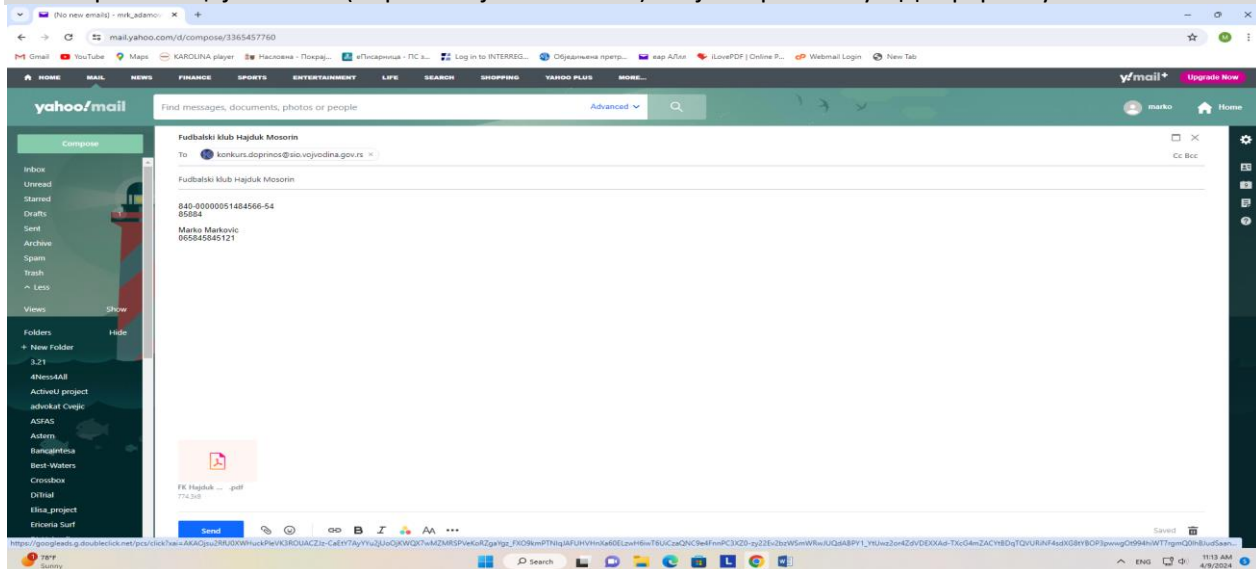 (No new emails) - mrk_adamo
mail.yahoo.com/d/compose/3365457760
M
Gmail YouTube Maps KAROLINA player Насловна - Покрај... еПисарница - ПС з... Log in to INTERREG... Обједињена претр... вар АЛлл iLovePDF | Online P... Webmail Login New Tab
HOME MAIL NEWS FINANCE SPORTS ENTERTAINMENT LIFE SEARCH SHOPPING YAHOO PLUS MORE... y!mail+ Upgrade Now
yahoo!mail Find messages, documents, photos or people Advanced marko Home
Compose
Fudbalski klub Hajduk Mosorin
To konkurs.doprinos@sio.vojvodina.gov.rs Cc Bcc
Fudbalski klub Hajduk Mosorin
840-00000051484566-54
85884
Marko Markovic
065845845121
Inbox
Unread
Starred
Drafts
Sent
Archive
Spam
Trash
Less
Views Show
Folders Hide
+ New Folder
3.21
4Ness4All
ActiveU project
advokat Cvejic
ASFAS
Astern
Bancaintesa
Best-Waters
Crossbox
DiTrial
Elisa_project
Ericeria Surf
FK Hajduk ... .pdf
774.3kB
Send B I AA ••• Saved
78°F
Sunny
Search
ENG
11:13 AM
4/9/2024